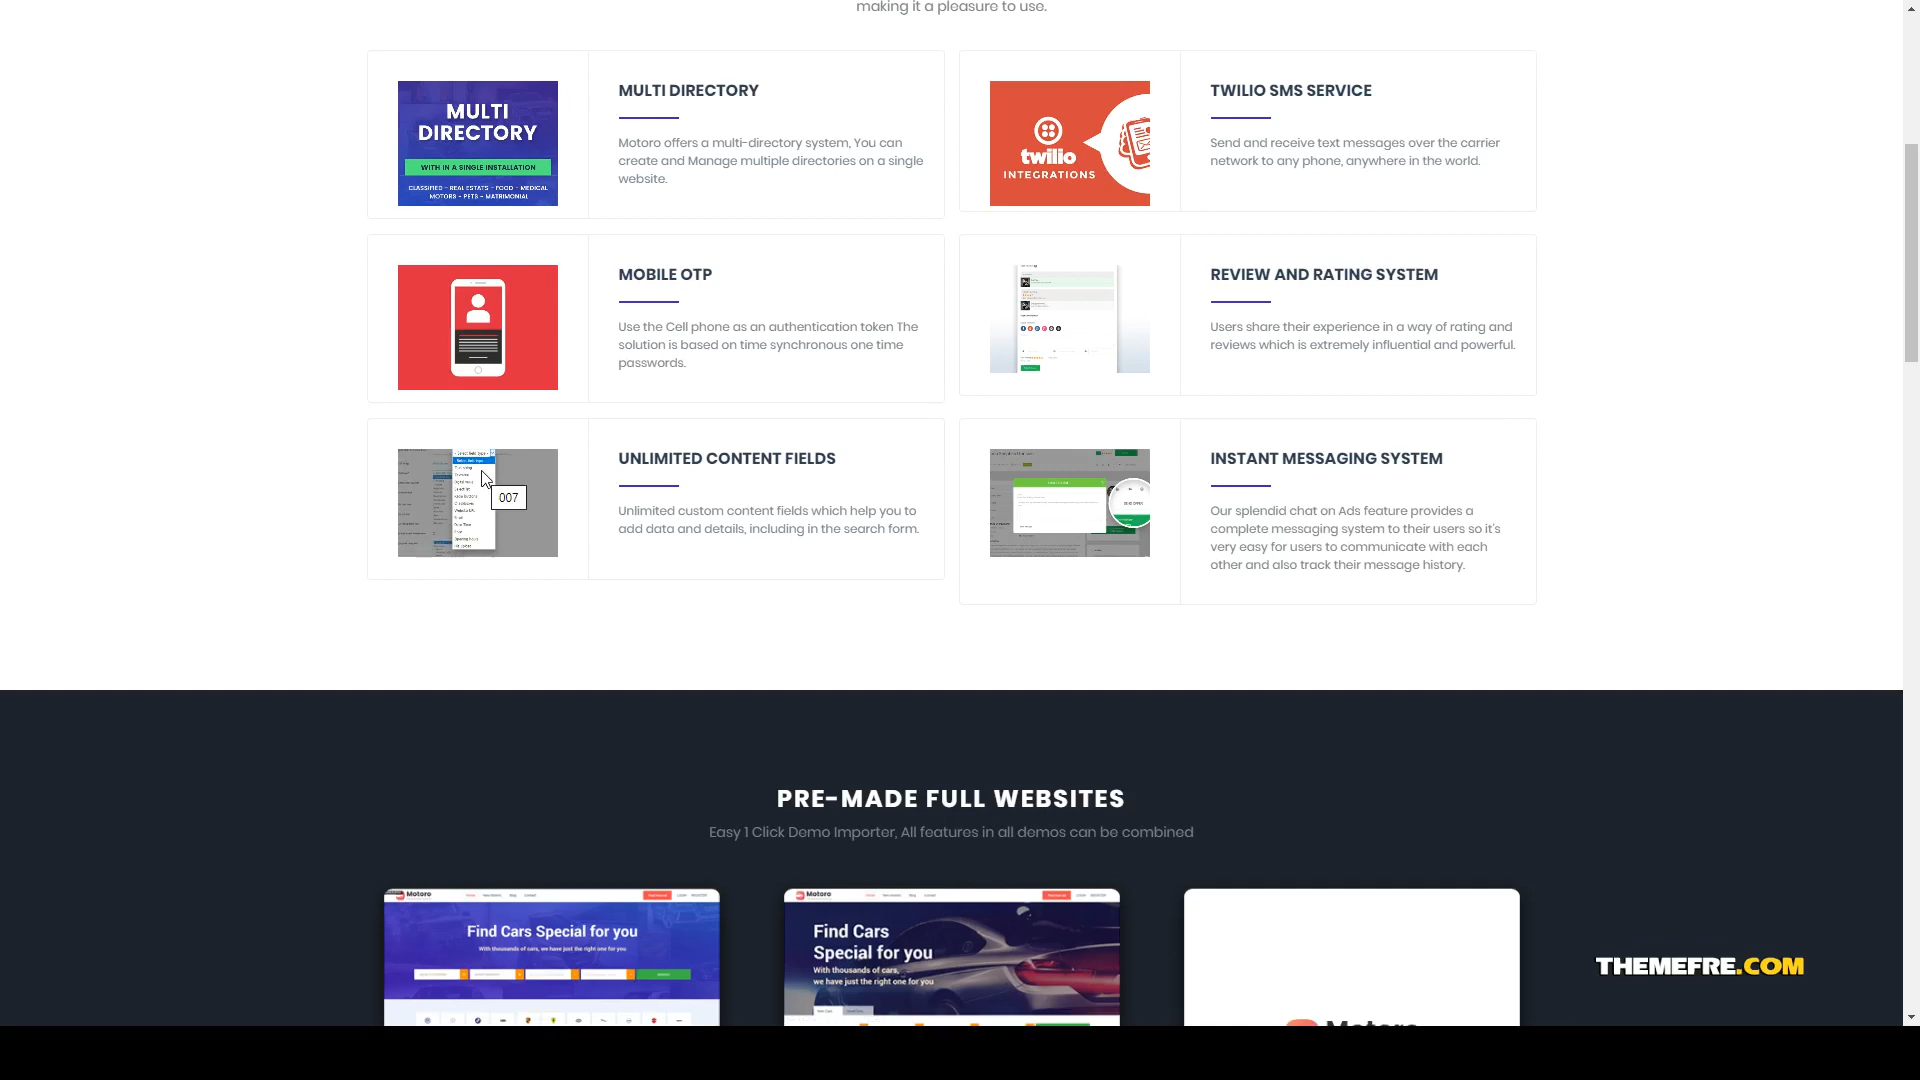 making it a pleasure to use.
MULTI
DIRECTORY
WITH IN A SINGLE INSTALLATION
CLASSIFIED - REAL ESTATS - FOOD - MEDICAL
MOTORS - PETS - MATRIMONIAL
MULTI DIRECTORY
Motoro offers a multi-directory system, You can
create and Manage multiple directories on a single
website.
twilio
INTEGRATIONS
TWILIO SMS SERVICE
Send and receive text messages over the carrier
network to any phone, anywhere in the world.
MOBILE OTP
Use the Cell phone as an authentication token The
solution is based on time synchronous one time
passwords.
REVIEW AND RATING SYSTEM
Users share their experience in a way of rating and
reviews which is extremely influential and powerful.
007
UNLIMITED CONTENT FIELDS
Unlimited custom content fields which help you to
add data and details, including in the search form.
INSTANT MESSAGING SYSTEM
Our splendid chat on Ads feature provides a
complete messaging system to their users so it's
very easy for users to communicate with each
other and also track their message history.
PRE-MADE FULL WEBSITES
Easy 1 Click Demo Importer, All features in all demos can be combined
Motoro
Find Cars Special for you
With thousands of cars, we have just the right one for you
Motoro
Find Cars
Special for you
With thousands of cars,
we have just the right one for you
Motoro
THEMEFRE.COM